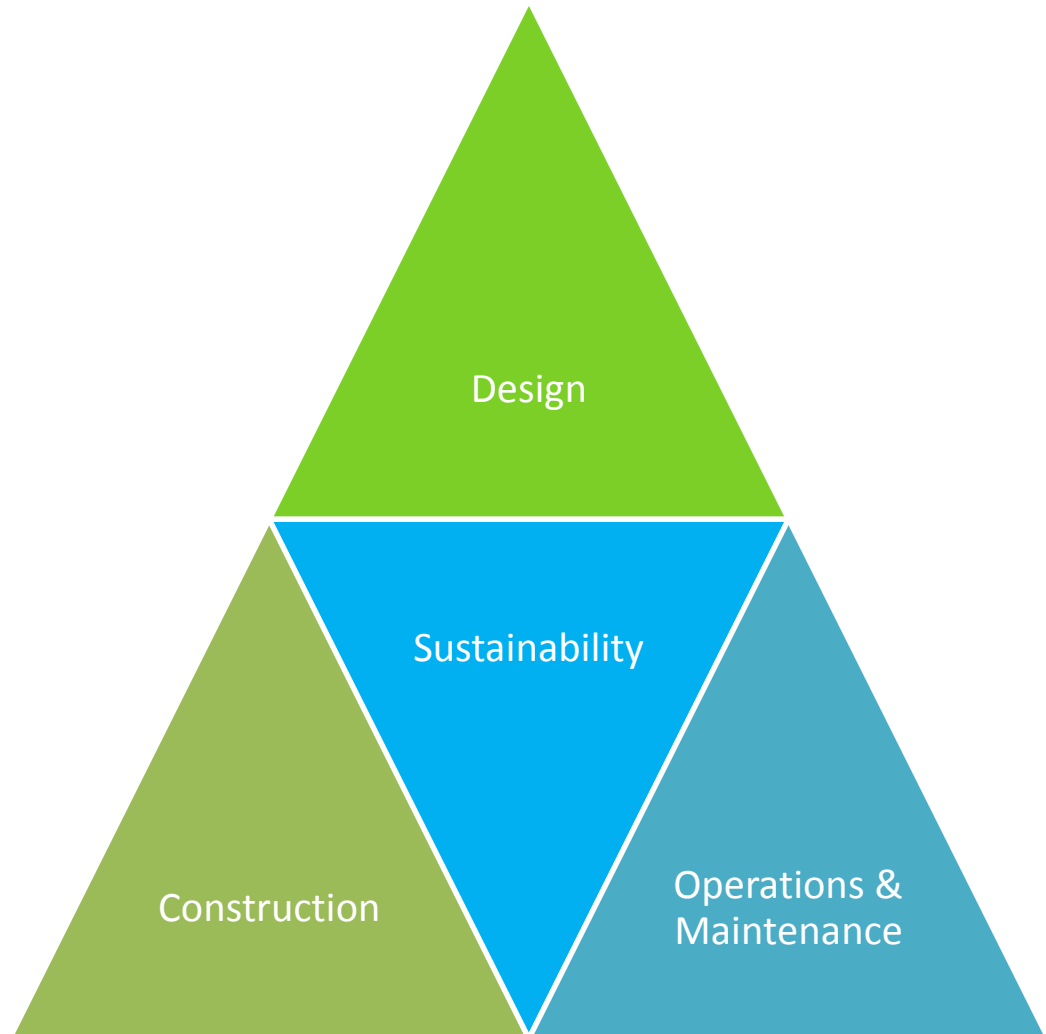 Design
Sustainability
Construction
Operations &
Maintenance